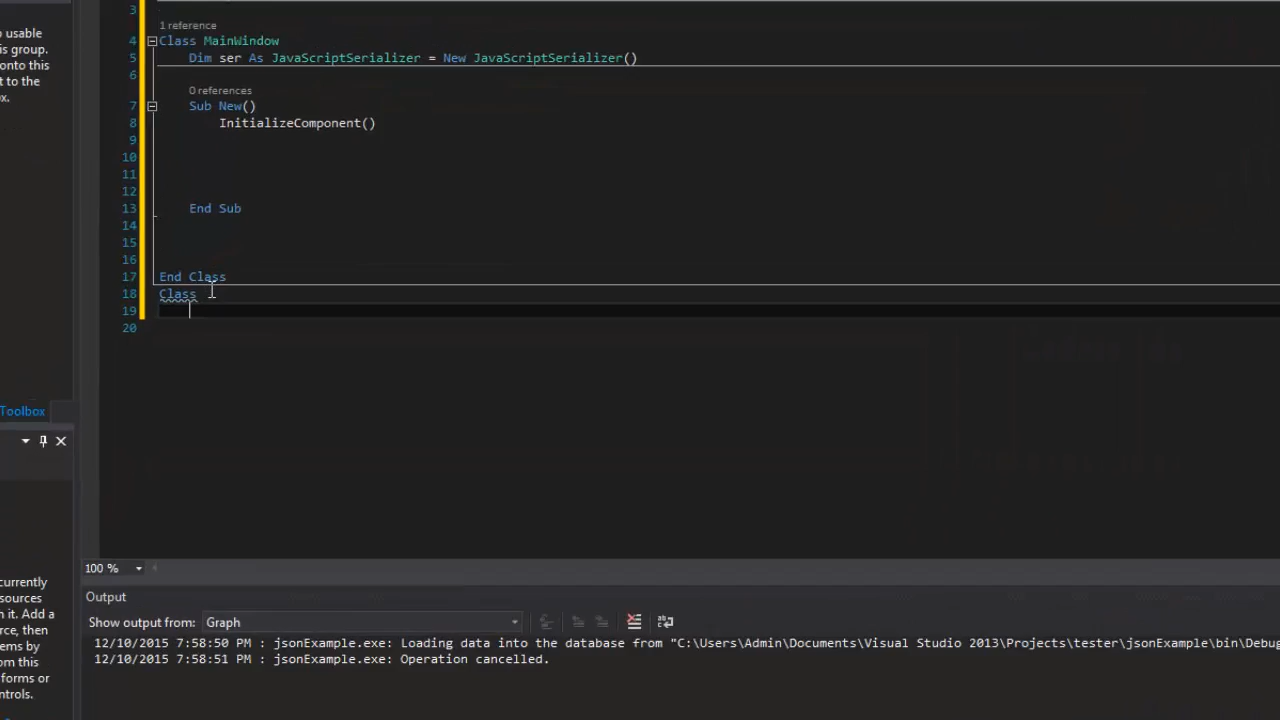 3
o usable
is group.
onto this
t to the
x.
1 reference
4 Class MainWindow
5 Dim ser As JavaScriptSerializer = New JavaScriptSerializer()
6
0 references
7 Sub New()
8 InitializeComponent()
9
10
11
12
13 End Sub
14
15
16
17 End Class
18 Class
19
20
Toolbox
100 %
currently
sources
n it. Add a
rce, then
ems by
om this
forms or
ntrols.
Output
Show output from: Graph
12/10/2015 7:58:50 PM : jsonExample.exe: Loading data into the database from "C:\Users\Admin\Documents\Visual Studio 2013\Projects\tester\jsonExample\bin\Debug
12/10/2015 7:58:51 PM : jsonExample.exe: Operation cancelled.